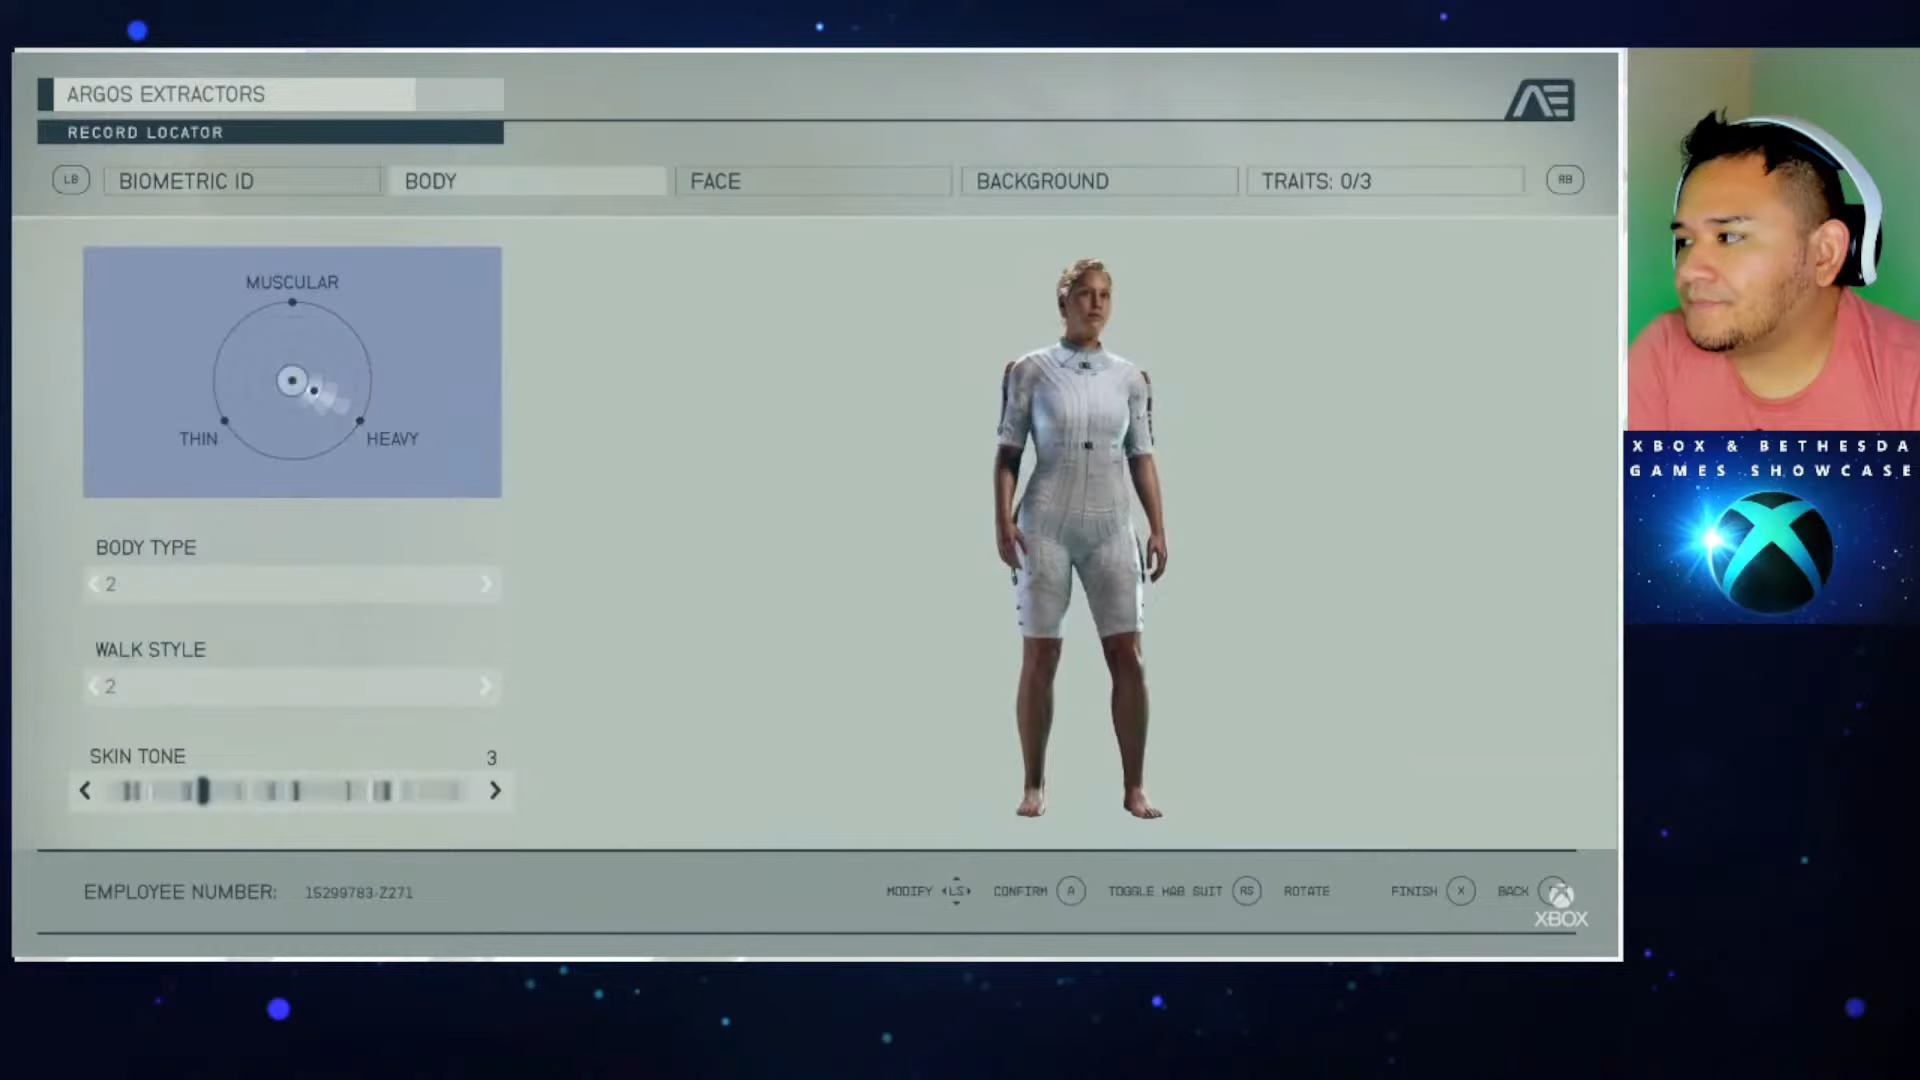 ARGOS EXTRACTORS
RECORD LOCATOR
LB
BIOMETRIC ID
BODY
FACE
BACKGROUND
TRAITS: 0/3
RB
MUSCULAR
THIN
HEAVY
BODY TYPE
2
WALK STYLE
2
SKIN TONE
3
EMPLOYEE NUMBER: 15299783-Z271
MODIFY LS
CONFIRM A
TOGGLE HAB SUIT RS
ROTATE
FINISH X
BACK
XBOX
XBOX & BETHESDA
GAMES SHOWCASE